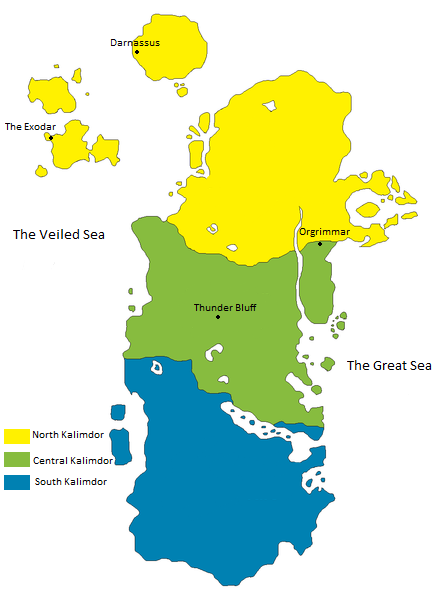 Darnassus
The Exodar
The Veiled Sea
Orgrimmar
Thunder Bluff
The Great Sea
North Kalimdor
Central Kalimdor
South Kalimdor